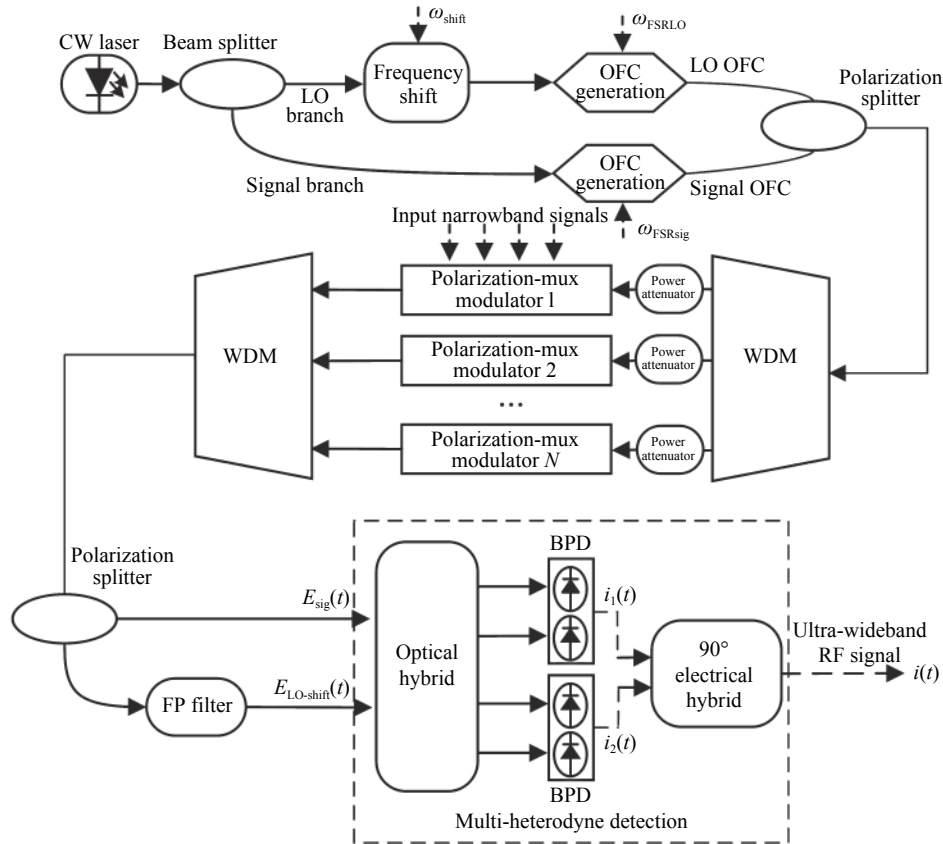 ω_shift
ω_FSRLO
CW laser
Beam splitter
Frequency
shift
OFC
generation
LO OFC
Polarization
splitter
LO
branch
Signal branch
OFC
generation
Signal OFC
Input narrowband signals
ω_FSRsig
WDM
Polarization-mux
modulator 1
Power
attenuator
WDM
Polarization-mux
modulator 2
Power
attenuator
...
Polarization-mux
modulator N
Power
attenuator
Polarization
splitter
E_sig(t)
FP filter
E_LO-shift(t)
Optical
hybrid
BPD
i_1(t)
i_2(t)
BPD
90°
electrical
hybrid
Ultra-wideband
RF signal
i(t)
Multi-heterodyne detection